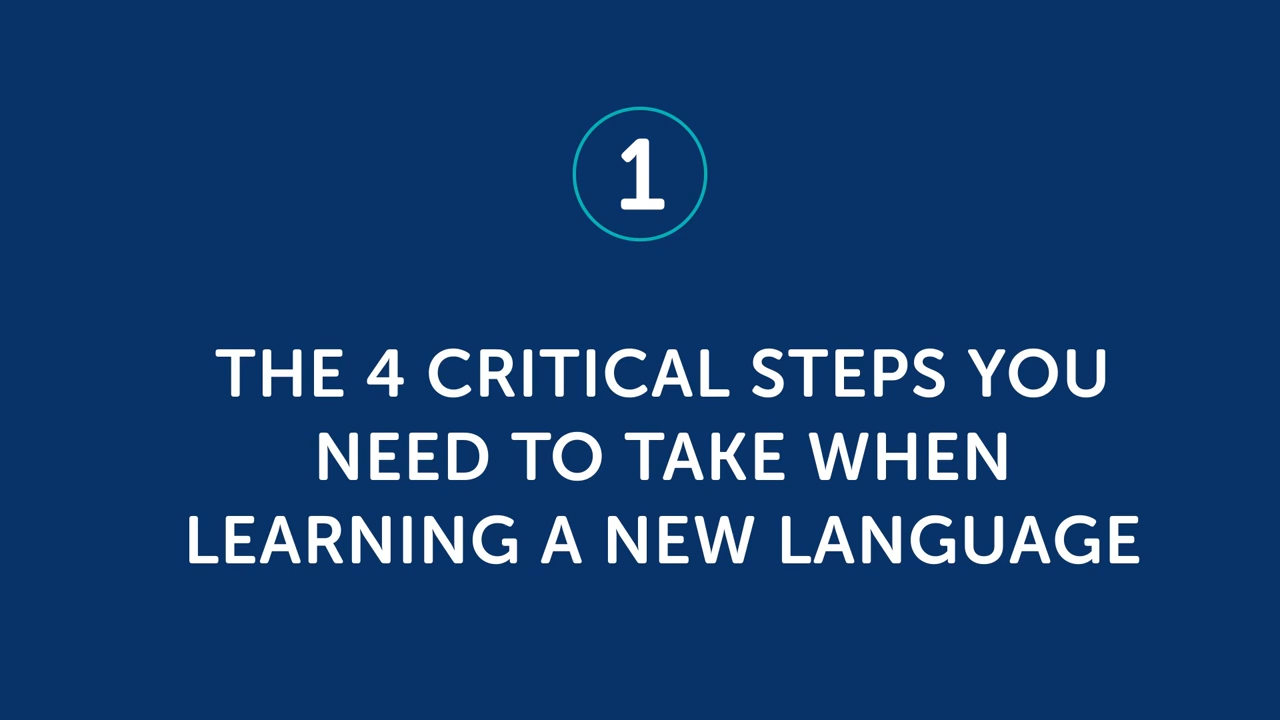 1
THE 4 CRITICAL STEPS YOU
NEED TO TAKE WHEN
LEARNING A NEW LANGUAGE